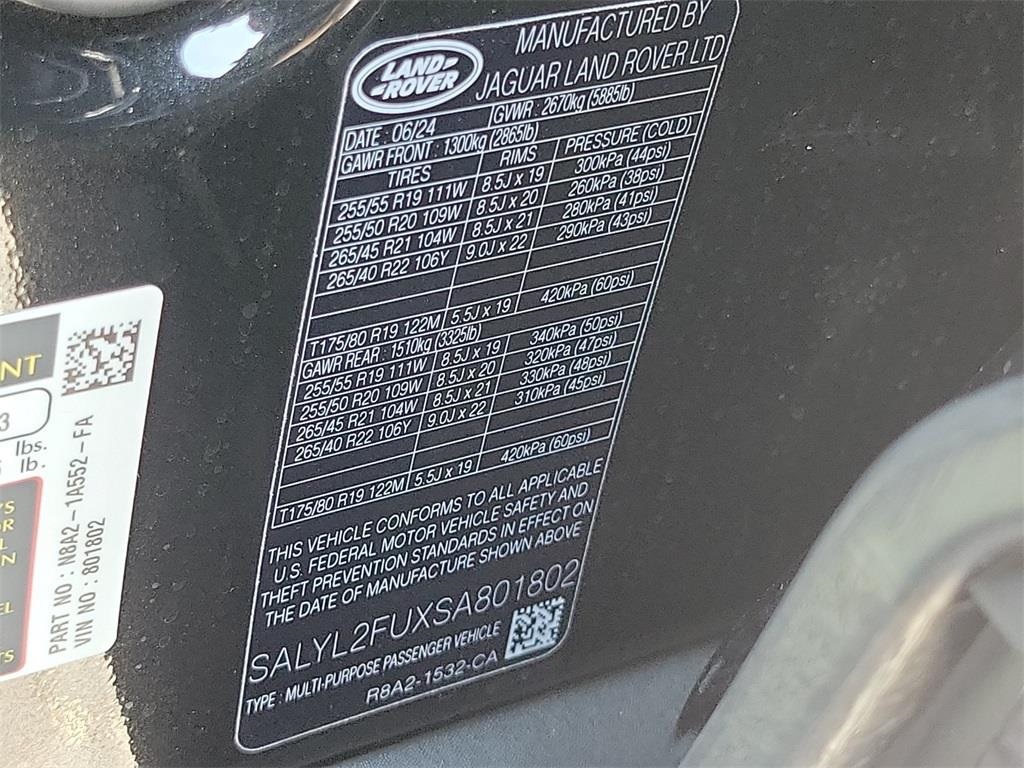 LAND-
-ROVER
MANUFACTURED BY
JAGUAR LAND ROVER LTD
DATE : 06/24 GVWR : 2670kg (5885lb)
GAWR FRONT : 1300kg (2865lb)
TIRES RIMS PRESSURE (COLD)
255/55 R19 111W 8.5J x 19 300kPa (44psi)
255/50 R20 109W 8.5J x 20 260kPa (38psi)
265/45 R21 104W 8.5J x 21 280kPa (41psi)
265/40 R22 106Y 9.0J x 22 290kPa (43psi)
T175/80 R19 122M 5.5J x 19 420kPa (60psi)
GAWR REAR : 1510kg (3325lb)
255/55 R19 111W 8.5J x 19 340kPa (50psi)
255/50 R20 109W 8.5J x 20 320kPa (47psi)
265/45 R21 104W 8.5J x 21 330kPa (48psi)
265/40 R22 106Y 9.0J x 22 310kPa (45psi)
T175/80 R19 122M 5.5J x 19 420kPa (60psi)
THIS VEHICLE CONFORMS TO ALL APPLICABLE
U.S. FEDERAL MOTOR VEHICLE SAFETY AND
THEFT PREVENTION STANDARDS IN EFFECT ON
THE DATE OF MANUFACTURE SHOWN ABOVE
SALYL2FUXSA801802
TYPE : MULTI-PURPOSE PASSENGER VEHICLE
R8A2-1532-CA
NT
3
lbs.
lb.
PART NO : N8A2-1A552-FA
VIN NO : 801802